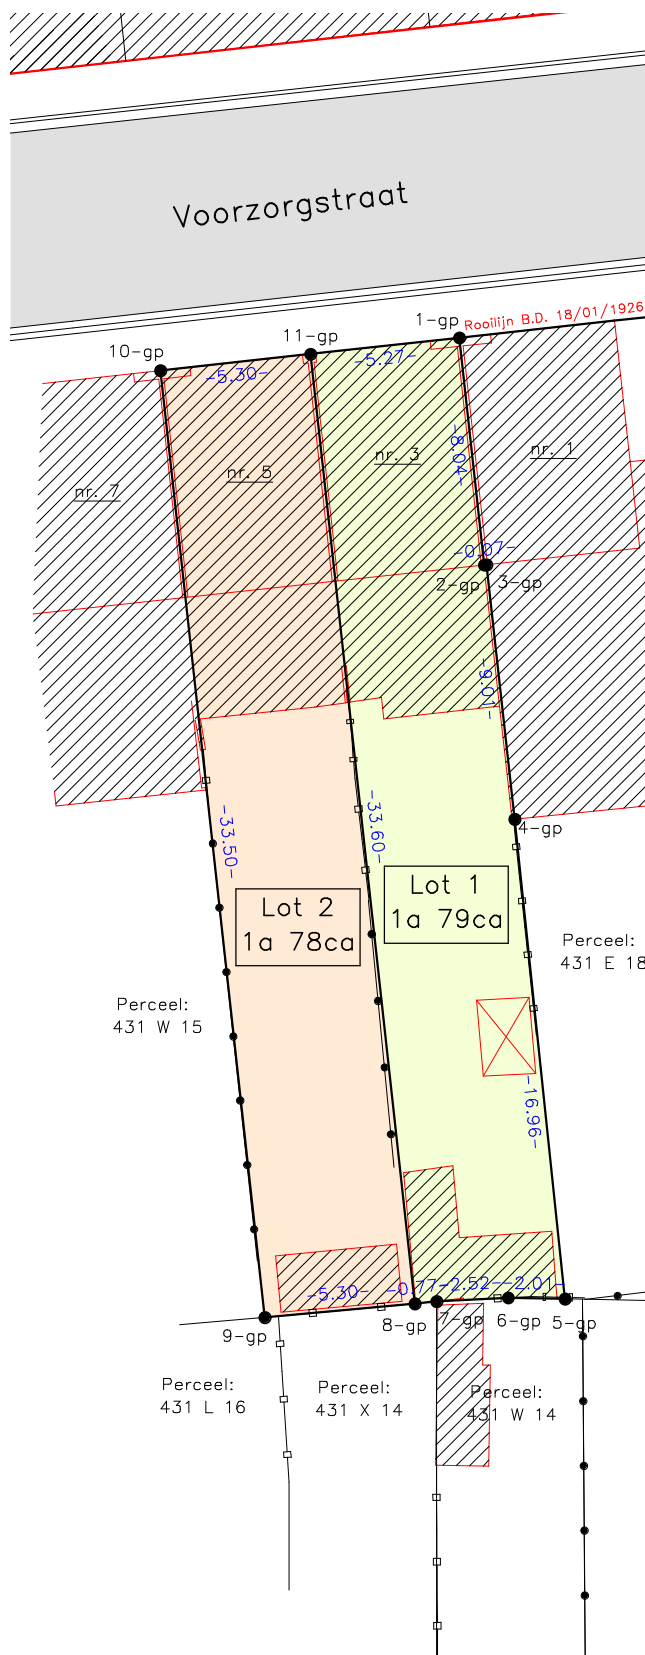 Voorzorgstraat
Rooilijn B.D. 18/01/1926
1-gp
11-gp
10-gp
-5.30-
-5.27-
-8.04-
nr. 7
nr. 5
nr. 3
nr. 1
-0.07-
2-gp
3-gp
-9.01-
4-gp
-33.50-
-33.60-
Lot 2
1a 78ca
Lot 1
1a 79ca
Perceel:
431 E 18
Perceel:
431 W 15
-16.96-
-5.30-
-0.77-
-2.52-
-2.01-
9-gp
8-gp
7-gp
6-gp
5-gp
Perceel:
431 L 16
Perceel:
431 X 14
Perceel:
431 W 14